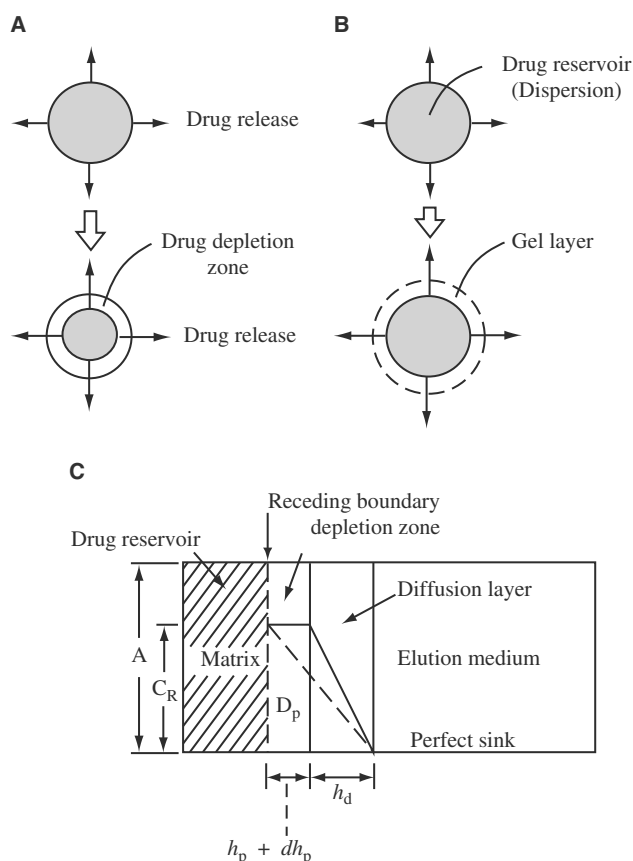 A
Drug release
Drug depletion
zone
Drug release
B
Drug reservoir
(Dispersion)
Gel layer
C
Receding boundary
depletion zone
Drug reservoir
Diffusion layer
A
C_R
Matrix
D_p
Elution medium
Perfect sink
h_d
h_p + dh_p